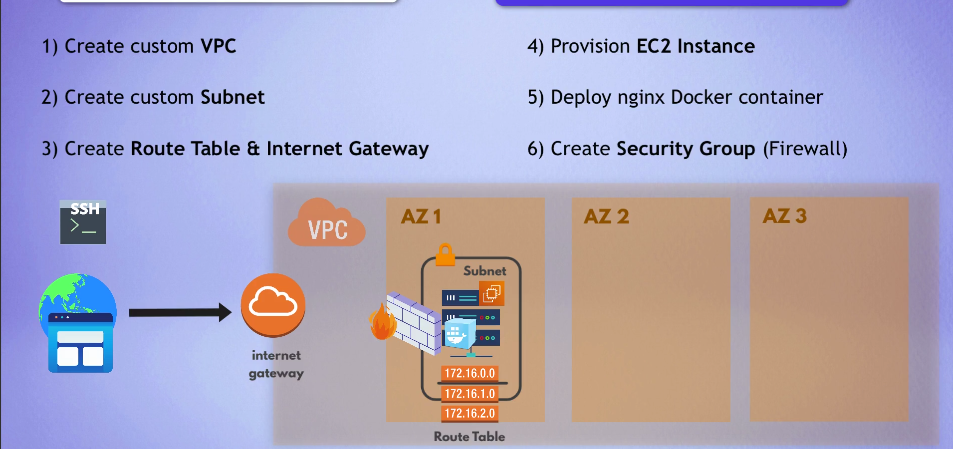 1) Create custom VPC
2) Create custom Subnet
3) Create Route Table & Internet Gateway
4) Provision EC2 Instance
5) Deploy nginx Docker container
6) Create Security Group (Firewall)
SSH
>_
VPC
AZ 1
AZ 2
AZ 3
Subnet
internet
gateway
172.16.0.0
172.16.1.0
172.16.2.0
Route Table